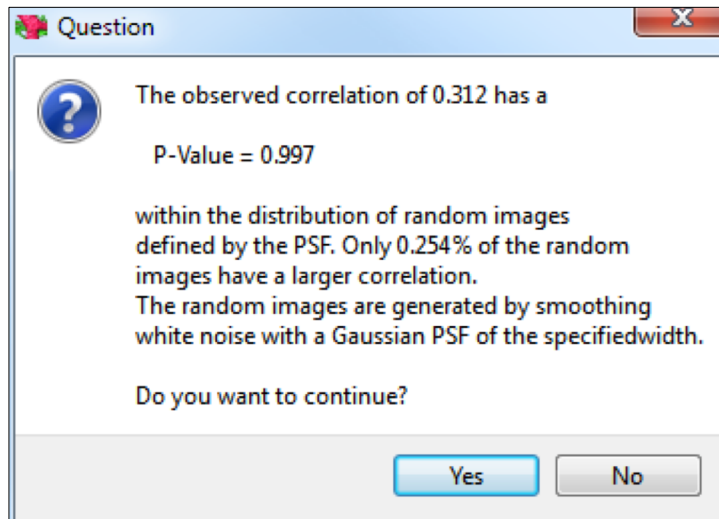 Question
The observed correlation of 0.312 has a
P-Value = 0.997
within the distribution of random images
defined by the PSF. Only 0.254% of the random
images have a larger correlation.
The random images are generated by smoothing
white noise with a Gaussian PSF of the specifiedwidth.
Do you want to continue?
Yes
No